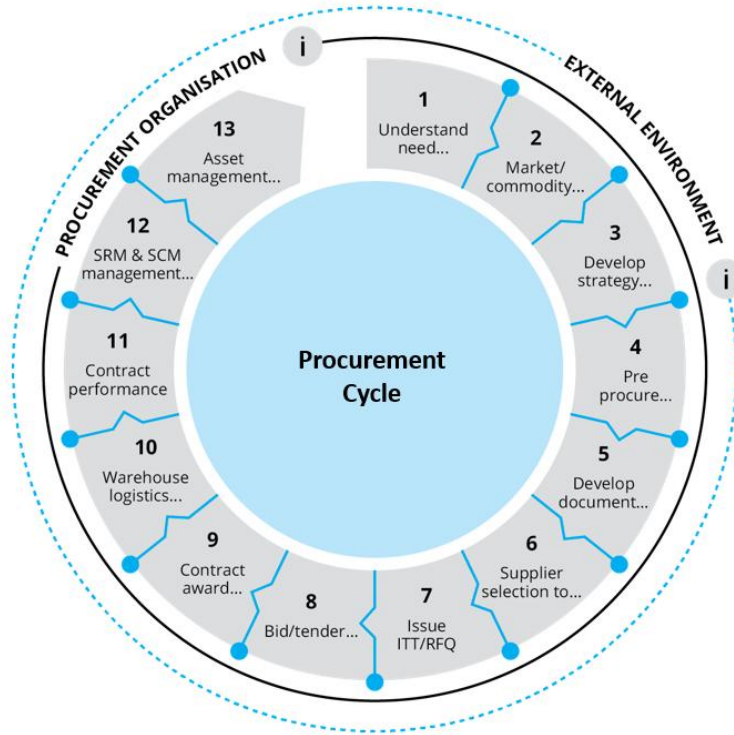 PROCUREMENT ORGANISATION
i
EXTERNAL ENVIRONMENT
i
1
Understand
need...
2
Market/
commodity...
3
Develop
strategy...
4
Pre
procure...
5
Develop
document...
6
Supplier
selection to...
7
Issue
ITT/RFQ
8
Bid/tender...
9
Contract
award...
10
Warehouse
logistics...
11
Contract
performance
12
SRM & SCM
management...
13
Asset
management...
Procurement
Cycle